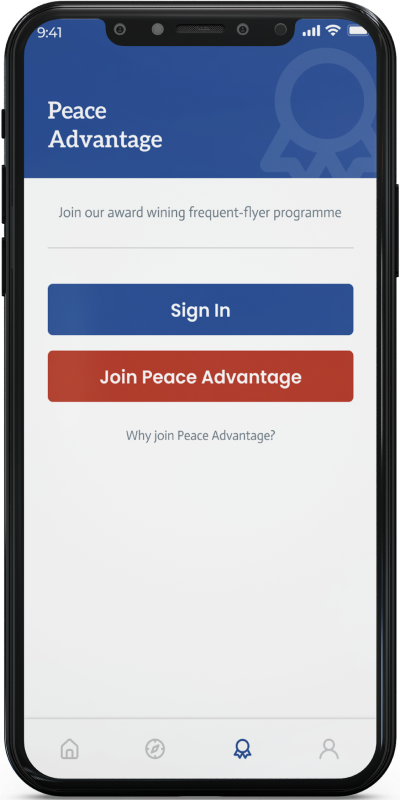 9:41
Peace
Advantage
Join our award wining frequent-flyer programme
Sign In
Join Peace Advantage
Why join Peace Advantage?